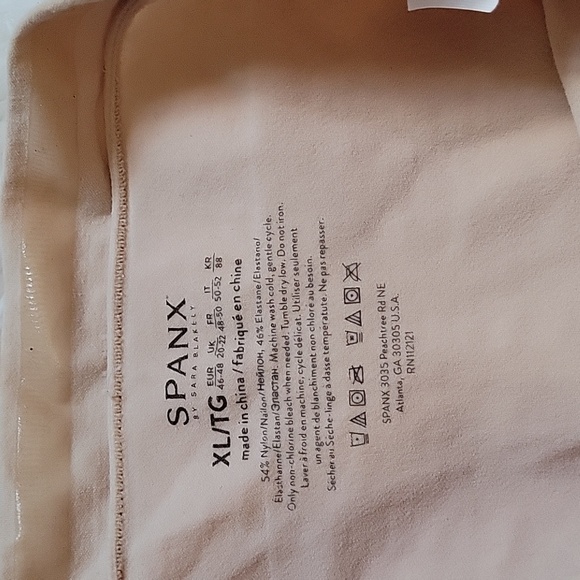 SPANX
BY SARA BLAKELY
XL/TG EUR 46-48 UK 20-22 FR 48-50 IT 50-52 KR 88
made in china / fabriqué en chine
54% Nylon/Nailon/Нейлон, 46% Elastane/Elastano/
Élasthanne/Elastan/Эластан. Machine wash cold, gentle cycle.
Only non-chlorine bleach when needed. Tumble dry low. Do not iron.
Laver à froid en machine, cycle délicat. Utiliser seulement
un agent de blanchiment non chloré au besoin.
Sécher au Sèche-linge à dasse temperatute. Ne pas repasser.
SPANX 3035 Peachtree Rd NE
Atlanta, GA 30305 U.S.A.
RN112121